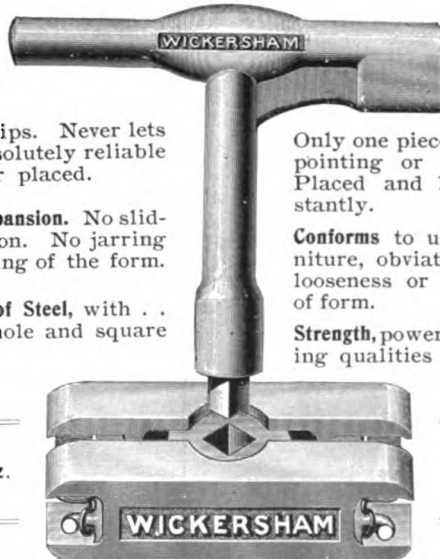 WICKERSHAM
ips. Never lets
solutely reliable
r placed.
pansion. No slid-
on. No jarring
ng of the form.
of Steel, with . .
hole and square
z.
Only one piece
pointing or
Placed and
stantly.
Conforms to u
niture, obviat
looseness or
of form.
Strength, power
ing qualities
WICKERSHAM